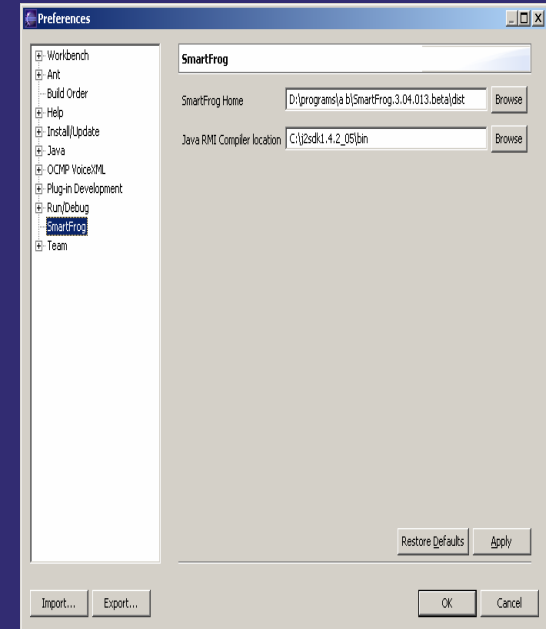 Preferences
Workbench
Ant
Build Order
Help
Install/Update
Java
OCMP VoiceXML
Plug-in Development
Run/Debug
SmartFrog
Team
SmartFrog
SmartFrog Home D:\programs\a b\SmartFrog.3.04.013.beta\dist Browse
Java RMI Compiler location C:\j2sdk1.4.2_05\bin Browse
Restore Defaults Apply
Import... Export... OK Cancel